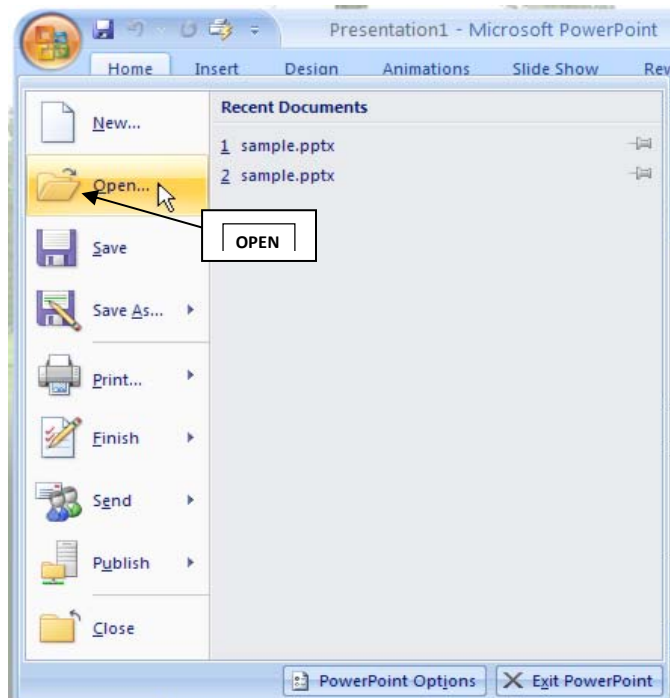 Presentation1 - Microsoft PowerPoint
Home Insert Design Animations Slide Show Rev
Recent Documents
New...
1 sample.pptx
2 sample.pptx
Open...
OPEN
Save
Save As...
Print...
Finish
Send
Publish
Close
PowerPoint Options Exit PowerPoint